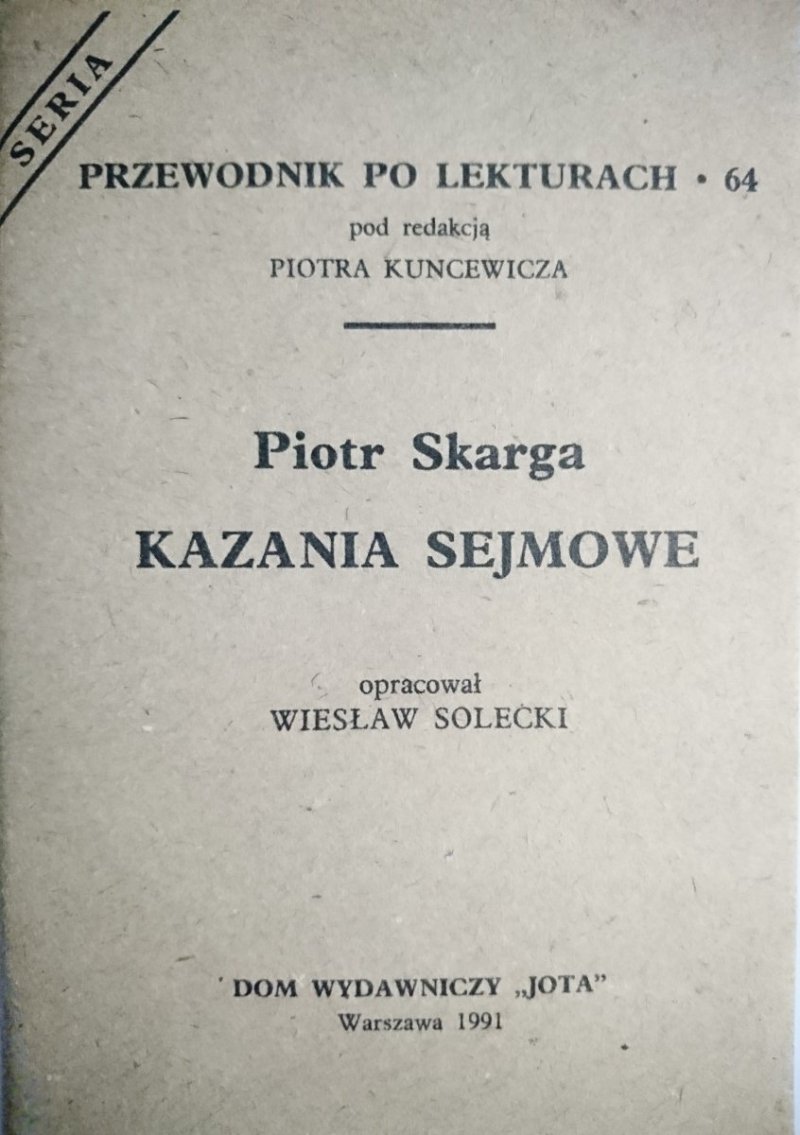 SERIA
PRZEWODNIK PO LEKTURACH • 64
pod redakcją
PIOTRA KUNCEWICZA
Piotr Skarga
KAZANIA SEJMOWE
opracował
WIESŁAW SOLECKI
DOM WYDAWNICZY „JOTA”
Warszawa 1991